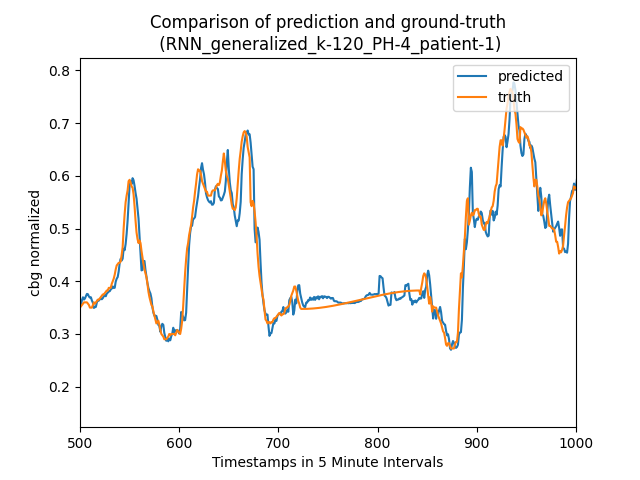 Comparison of prediction and ground-truth
(RNN_generalized_k-120_PH-4_patient-1)
predicted
truth
cbg normalized
0.8
0.7
0.6
0.5
0.4
0.3
0.2
500 600 700 800 900 1000
Timestamps in 5 Minute Intervals